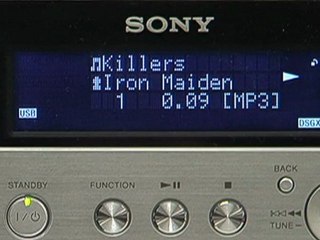 SONY
Killers
Iron Maiden
1 0.09 [MP3]
USB
DSGX
BACK
STANDBY
FUNCTION
I/
TUNE -